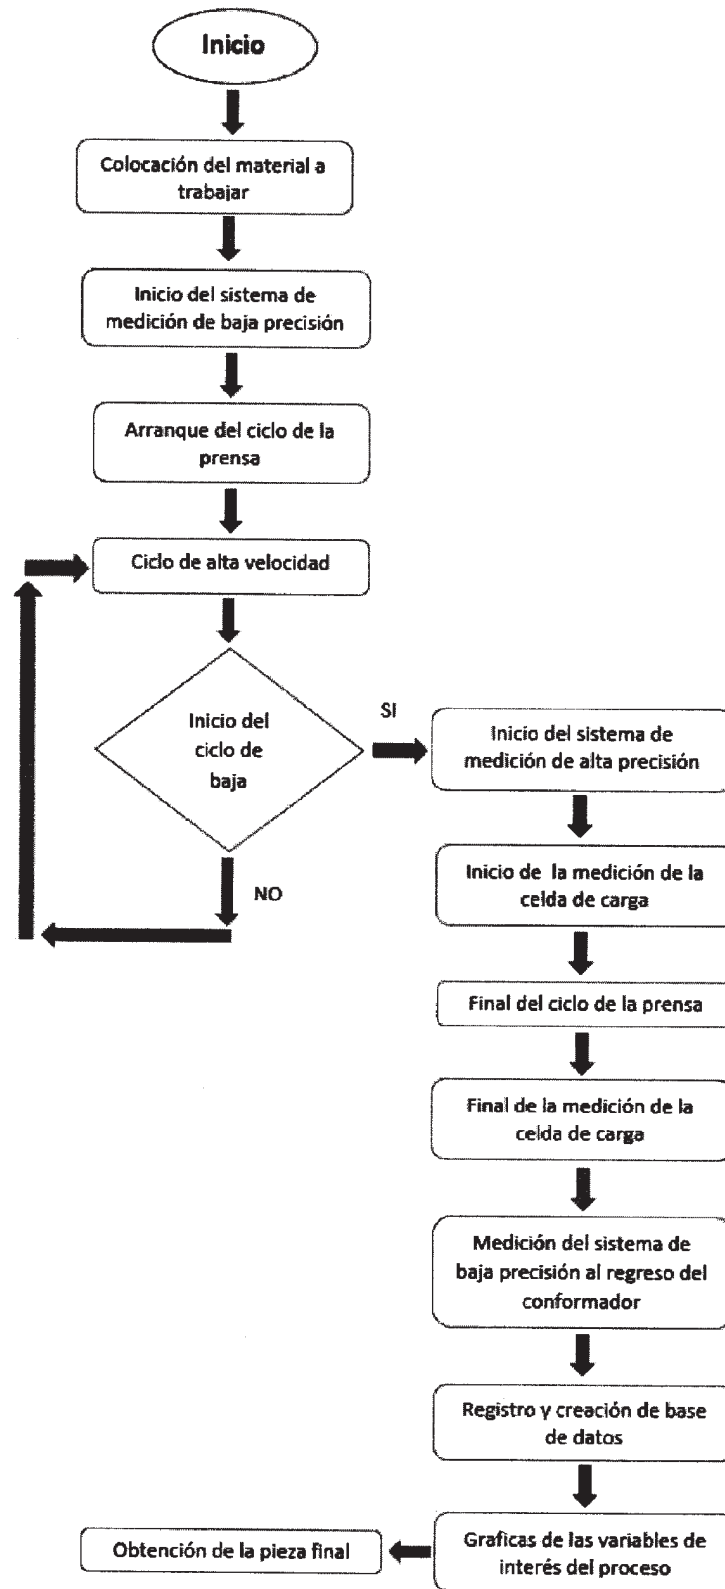 Inicio
Colocación del material a
trabajar
Inicio del sistema de
medición de baja precisión
Arranque del ciclo de la
prensa
Ciclo de alta velocidad
Inicio del
ciclo de
baja
SI
NO
Inicio del sistema de
medición de alta precisión
Inicio de la medición de la
celda de carga
Final del ciclo de la prensa
Final de la medición de la
celda de carga
Medición del sistema de
baja precisión al regreso del
conformador
Registro y creación de base
de datos
Graficas de las variables de
interés del proceso
Obtención de la pieza final